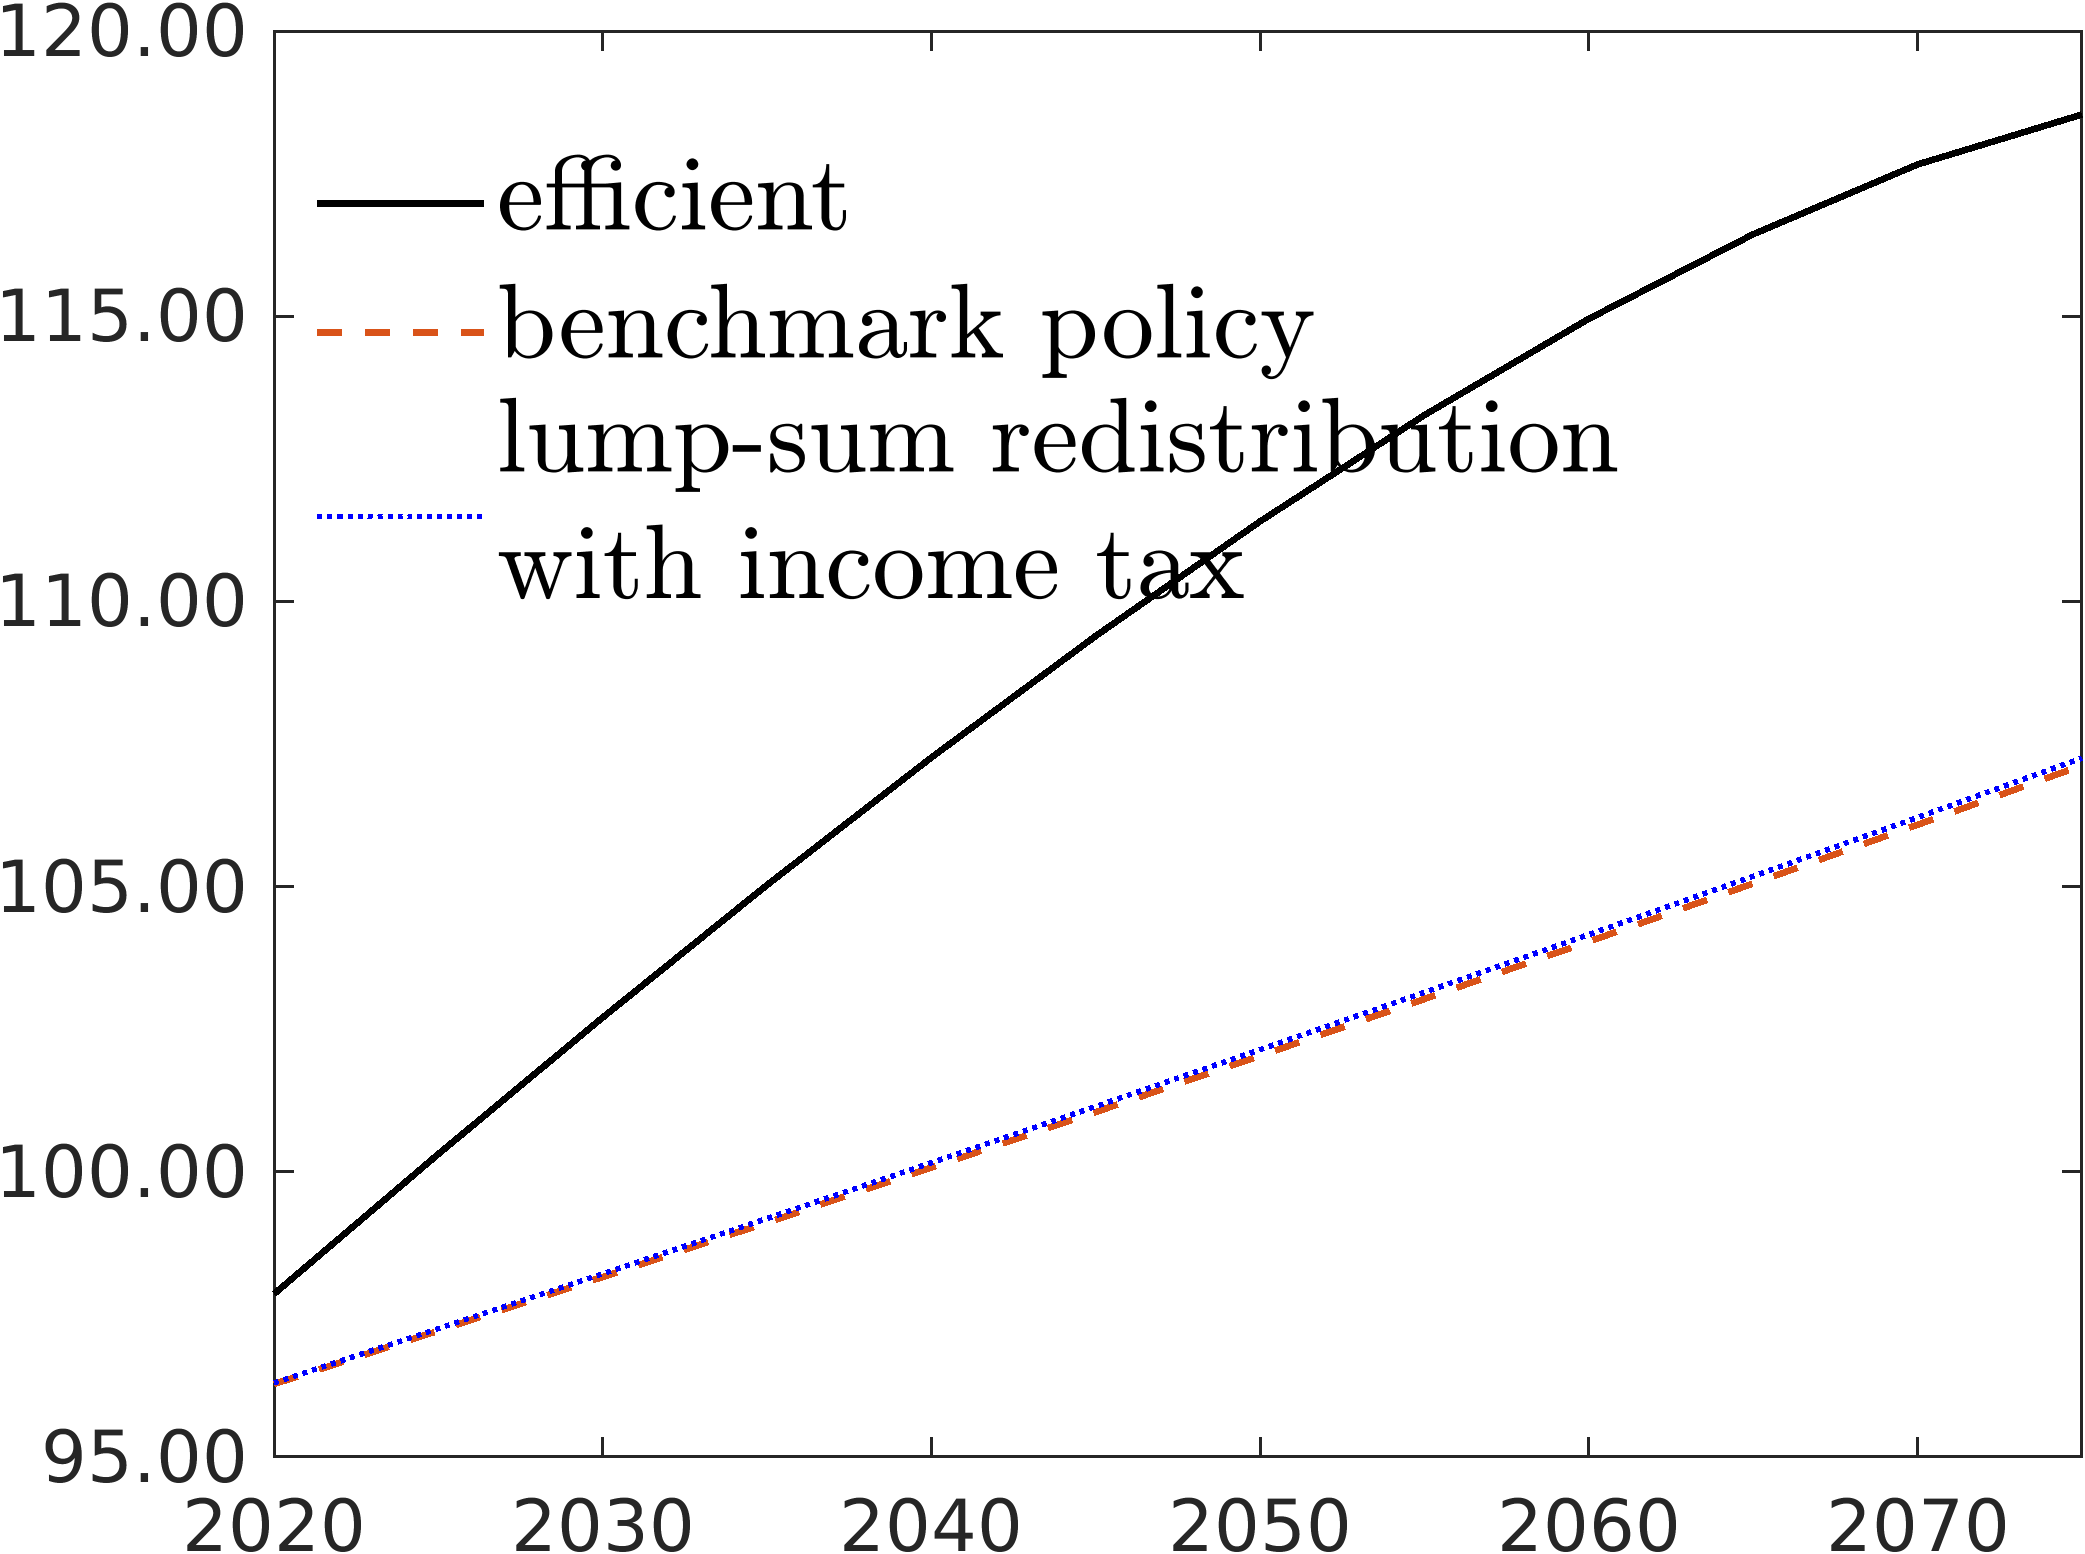 120.00
efficient
benchmark policy
115.00
lump-sum redistribution
with income tax
110.00
105.00
100.00
95.00
2020 2030 2040 2050 2060 2070